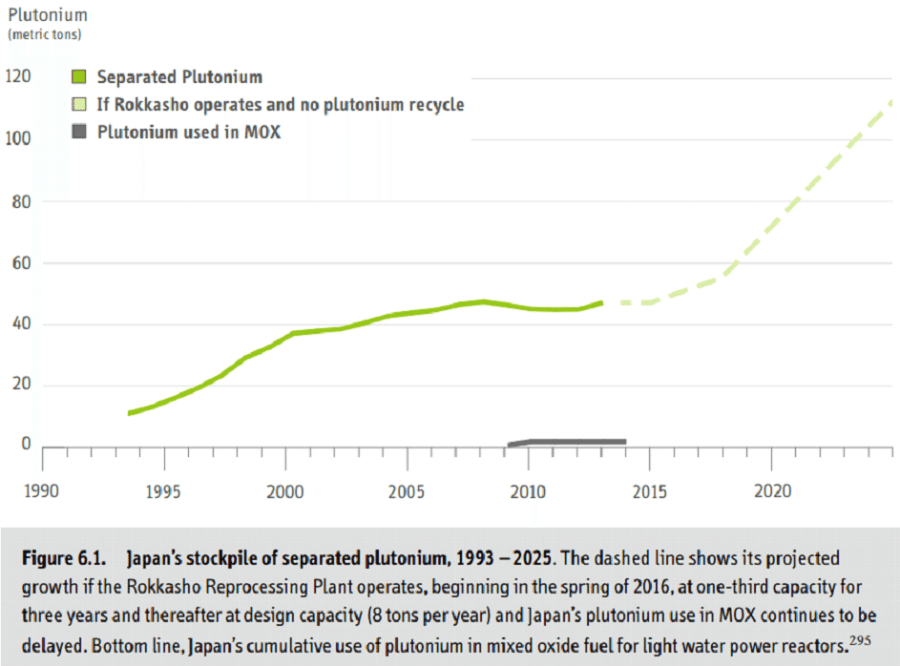 Plutonium
(metric tons)
120
Separated Plutonium
If Rokkasho operates and no plutonium recycle
Plutonium used in MOX
100
80
60
40
20
0
1990 1995 2000 2005 2010 2015 2020
Figure 6.1. Japan's stockpile of separated plutonium, 1993 – 2025. The dashed line shows its projected
growth if the Rokkasho Reprocessing Plant operates, beginning in the spring of 2016, at one-third capacity for
three years and thereafter at design capacity (8 tons per year) and Japan's plutonium use in MOX continues to be
delayed. Bottom line, Japan's cumulative use of plutonium in mixed oxide fuel for light water power reactors.295